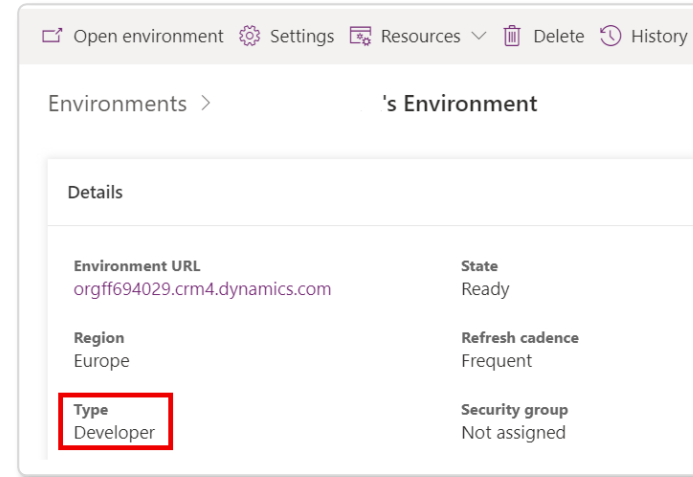 Open environment Settings Resources Delete History
Environments > 's Environment
Details
Environment URL
orgff694029.crm4.dynamics.com
State
Ready
Region
Europe
Refresh cadence
Frequent
Type
Developer
Security group
Not assigned